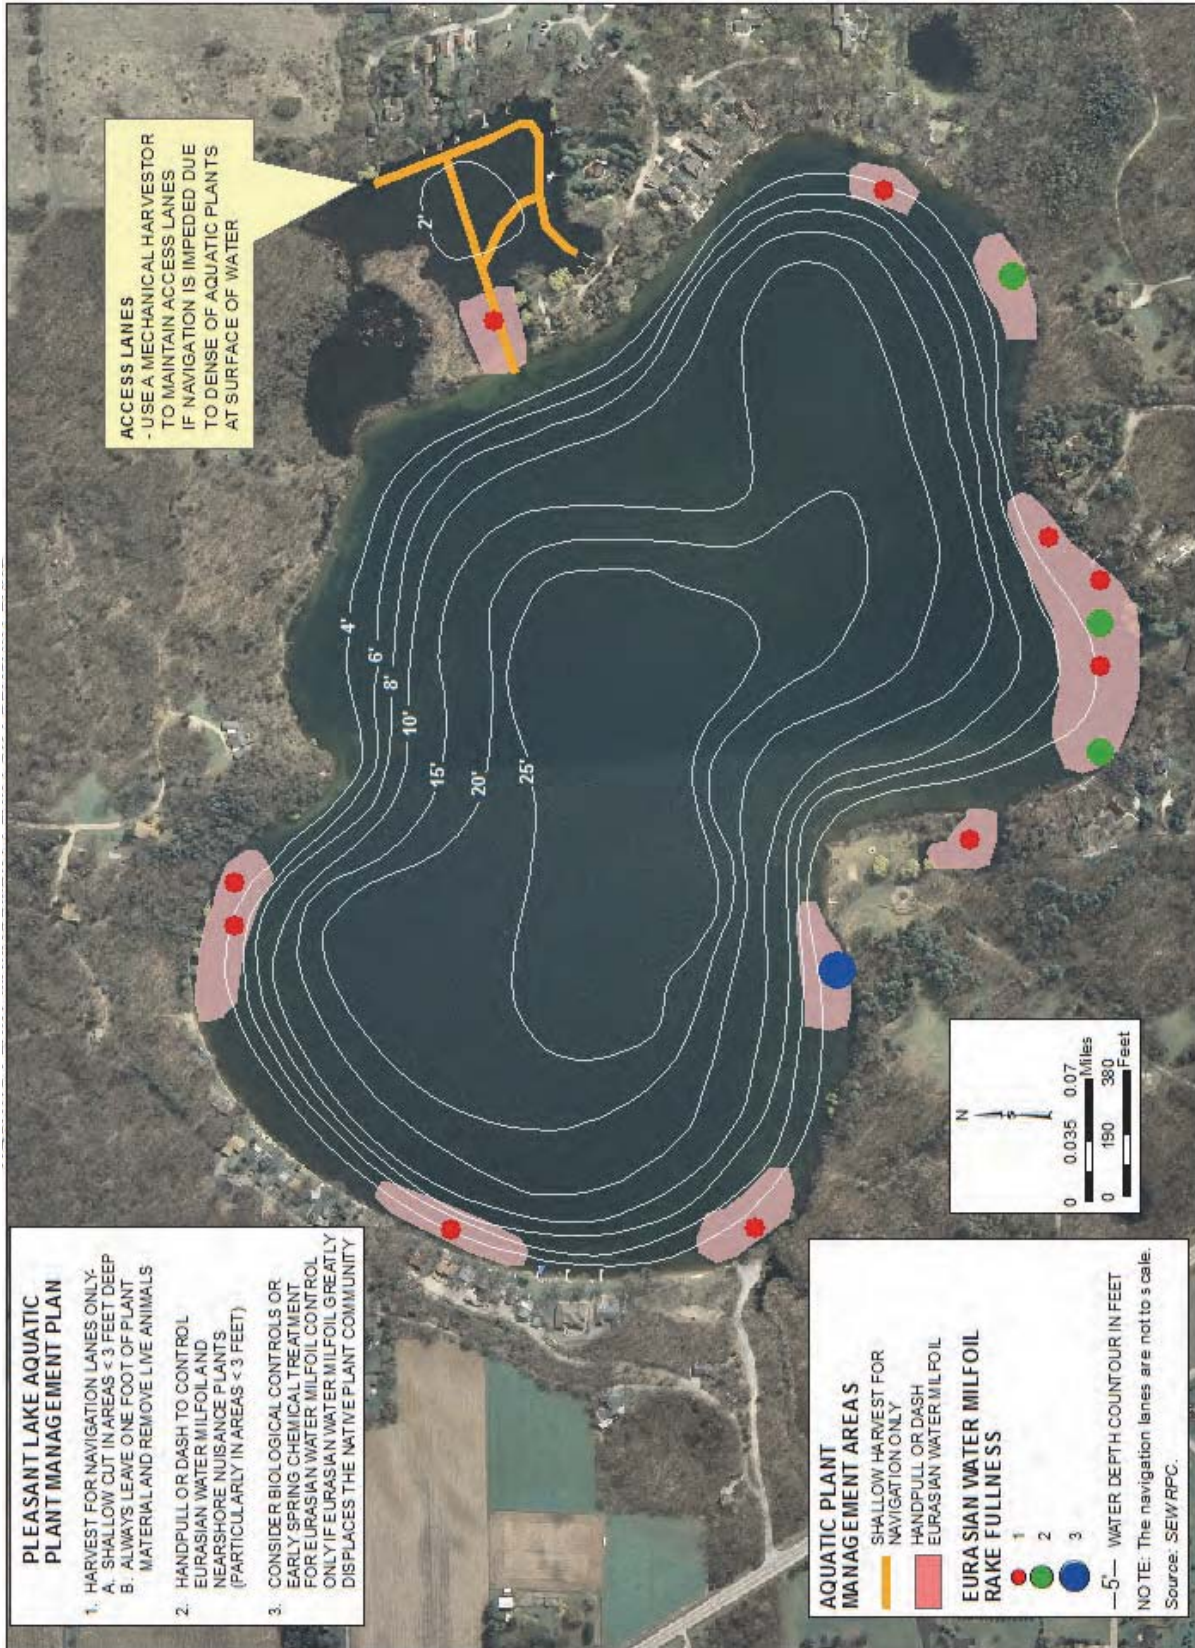 PLEASANT LAKE AQUATIC
PLANT MANAGEMENT PLAN
1. HARVEST FOR NAVIGATION LANES ONLY-
A. SHALLOW CUT IN AREAS < 3 FEET DEEP
B. ALWAYS LEAVE ONE FOOT OF PLANT
MATERIAL AND REMOVE LIVE ANIMALS
2. HANDPULL OR DASH TO CONTROL
EURASIAN WATER MILFOIL AND
NEARSHORE NUISANCE PLANTS
(PARTICULARLY IN AREAS < 3 FEET)
3. CONSIDER BIOLOGICAL CONTROLS OR
EARLY SPRING CHEMICAL TREATMENT
FOR EURASIAN WATER MILFOIL CONTROL
ONLY IF EURASIAN WATER MILFOIL GREATLY
DISPLACES THE NATIVE PLANT COMMUNITY
ACCESS LANES
- USE A MECHANICAL HARVESTOR
TO MAINTAIN ACCESS LANES
IF NAVIGATION IS IMPEDED DUE
TO DENSE OF AQUATIC PLANTS
AT SURFACE OF WATER
2'
4'
6'
8'
10'
15'
20'
25'
AQUATIC PLANT
MANAGEMENT AREAS
SHALLOW HARVEST FOR
NAVIGATION ONLY
HANDPULL OR DASH
EURASIAN WATER MILFOIL
EURASIAN WATER MILFOIL
RAKE FULLNESS
1
2
3
—5'— WATER DEPTH COUNTOUR IN FEET
NOTE: The navigation lanes are not to scale.
Source: SEWRPC.
N
0 0.035 0.07
Miles
0 190 380
Feet